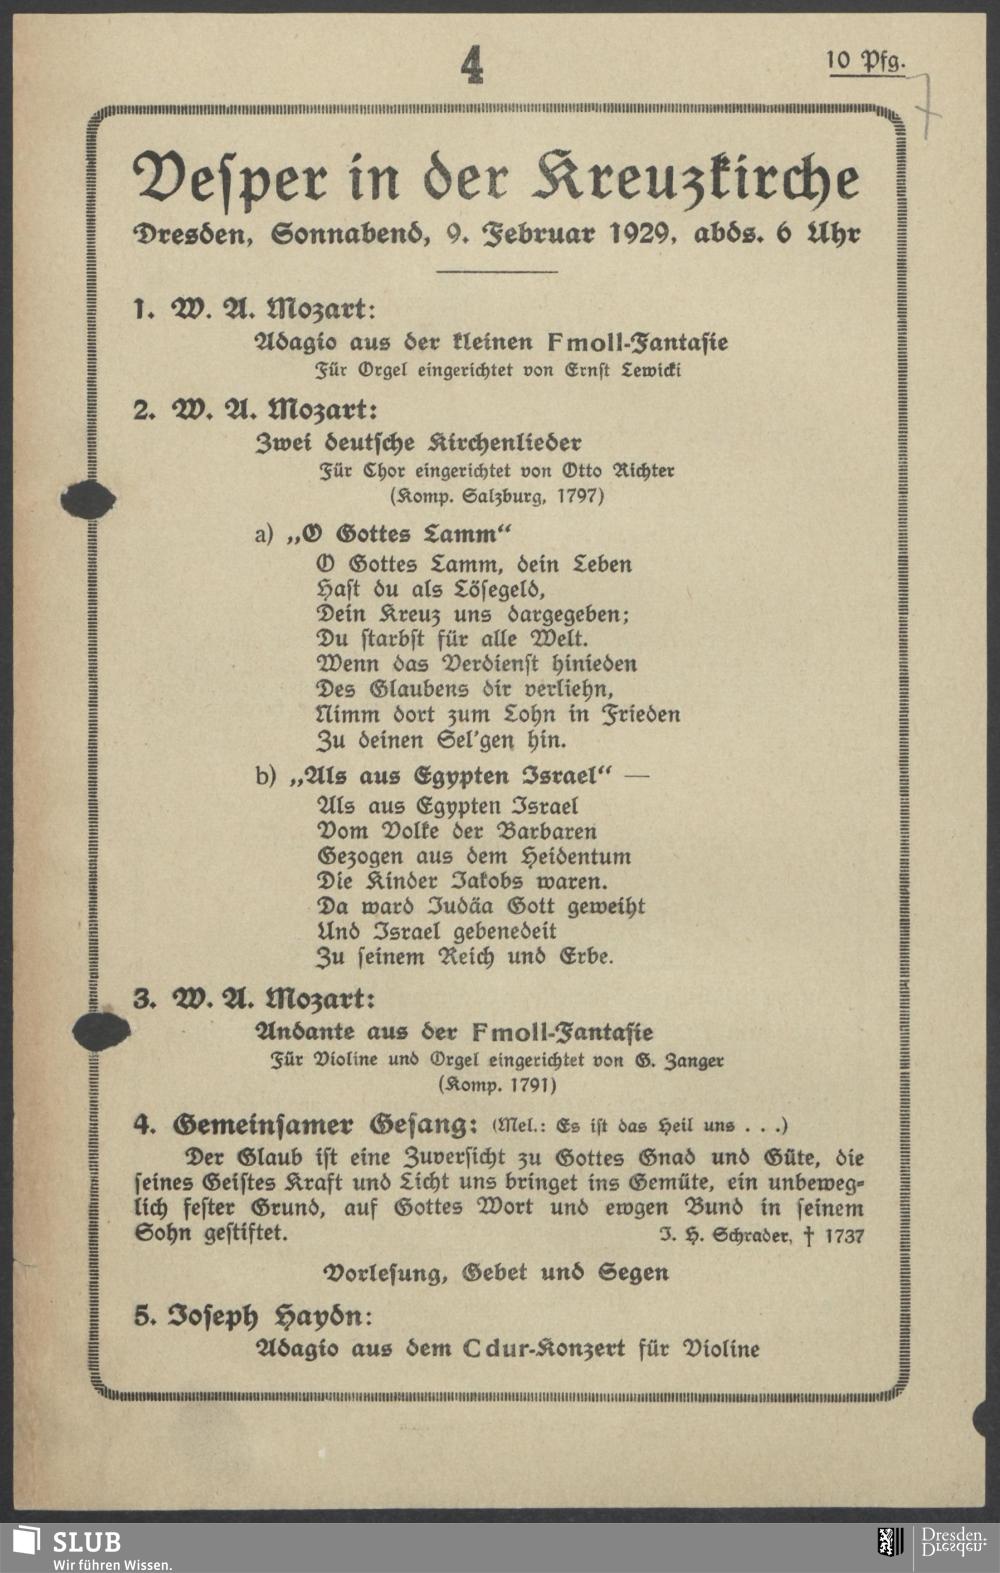 4
10 Pfg.
7
Vesper in der Kreuzkirche
Dresden, Sonnabend, 9. Februar 1929, abds. 6 Uhr
1. W. A. Mozart:
Adagio aus der kleinen Fmoll-Fantasie
Für Orgel eingerichtet von Ernst Lewicki
2. W. A. Mozart:
Zwei deutsche Kirchenlieder
Für Chor eingerichtet von Otto Richter
(Komp. Salzburg, 1797)
a) „O Gottes Lamm“
O Gottes Lamm, dein Leben
Hast du als Lösegeld,
Dein Kreuz uns dargegeben;
Du starbst für alle Welt.
Wenn das Verdienst hinieden
Des Glaubens dir verliehn,
Nimm dort zum Lohn in Frieden
Zu deinen Sel'gen hin.
b) „Als aus Egypten Israel“ —
Als aus Egypten Israel
Vom Volke der Barbaren
Gezogen aus dem Heidentum
Die Kinder Jakobs waren.
Da ward Judäa Gott geweiht
Und Israel gebenedeit
Zu seinem Reich und Erbe.
3. W. A. Mozart:
Andante aus der Fmoll-Fantasie
Für Violine und Orgel eingerichtet von G. Zanger
(Komp. 1791)
4. Gemeinsamer Gesang: (Mel.: Es ist das Heil uns . . .)
Der Glaub ist eine Zuversicht zu Gottes Gnad und Güte, die
seines Geistes Kraft und Licht uns bringet ins Gemüte, ein unbeweg-
lich fester Grund, auf Gottes Wort und ewgen Bund in seinem
Sohn gestiftet. J. H. Schrader, † 1737
Vorlesung, Gebet und Segen
5. Joseph Haydn:
Adagio aus dem Cdur-Konzert für Violine
SLUB
Wir führen Wissen.
Dresden.
Dresden.